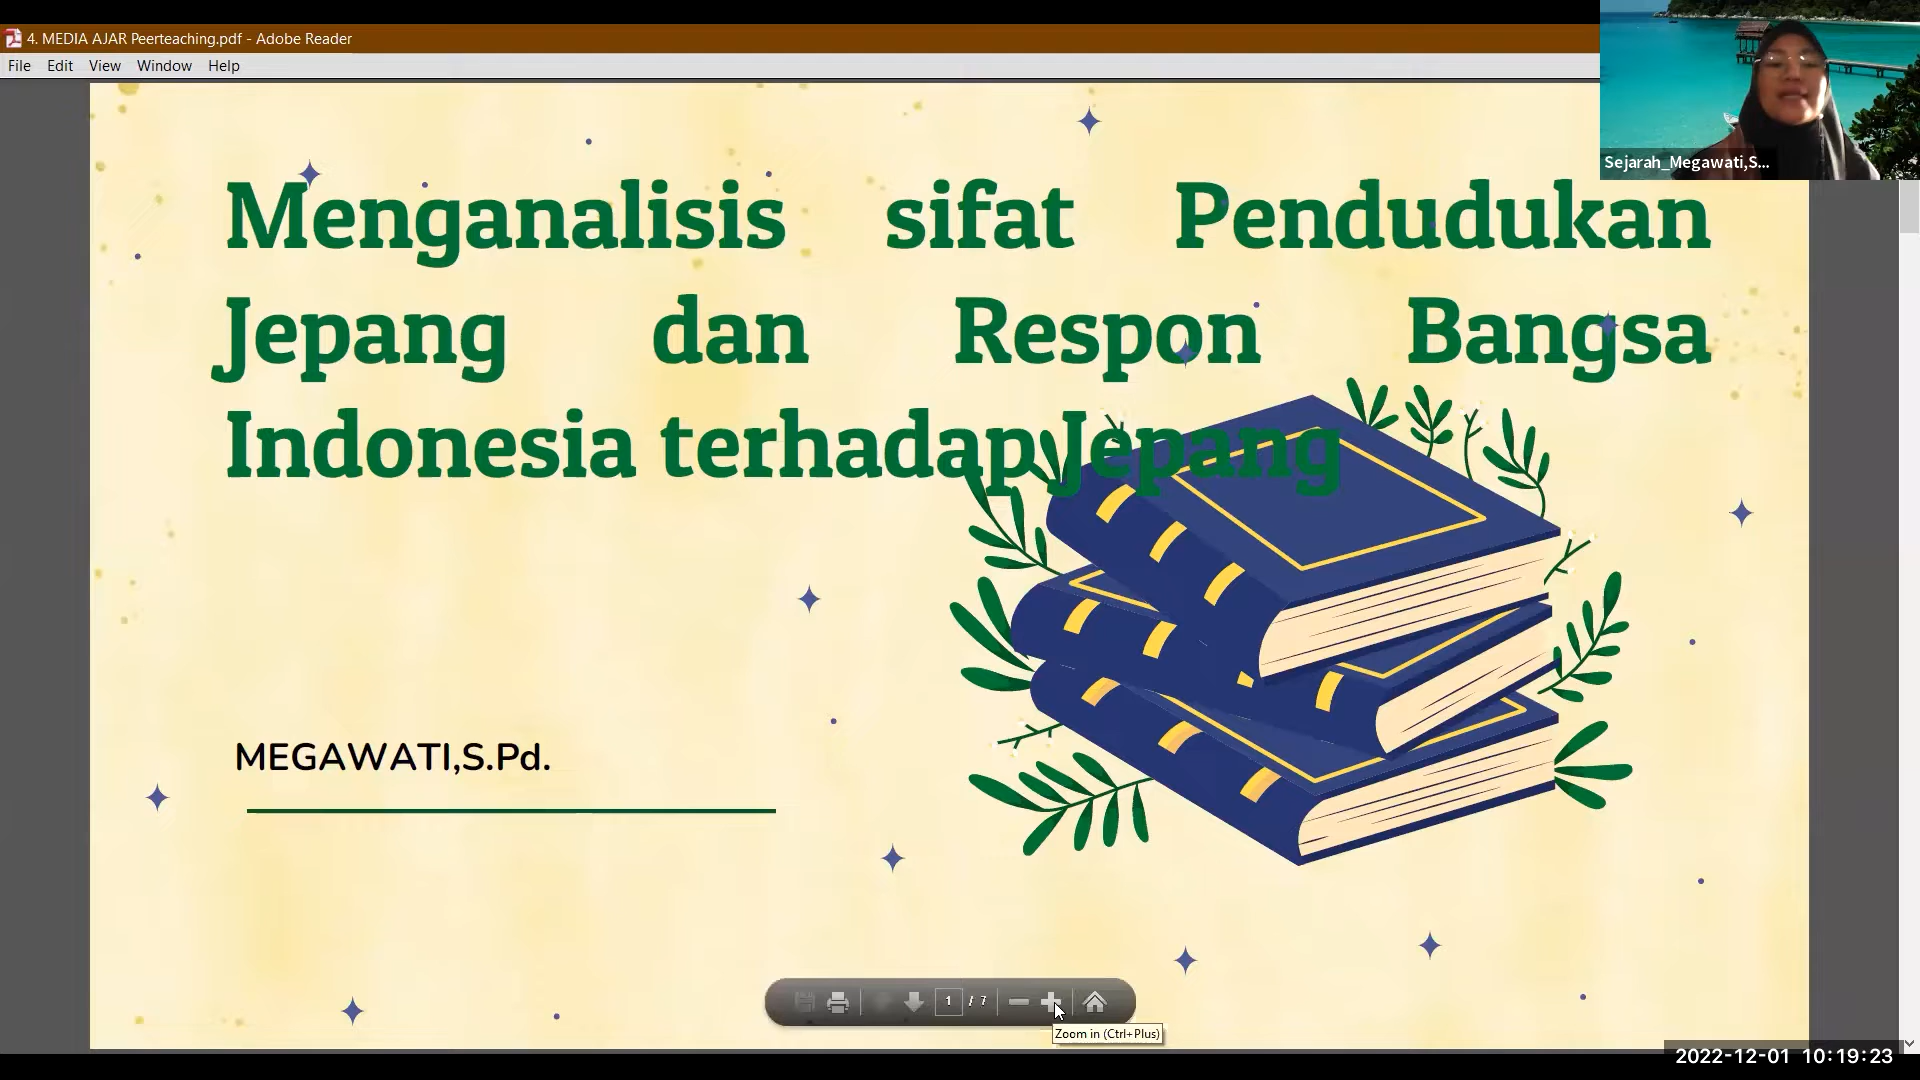 4. MEDIA AJAR Peerteaching.pdf - Adobe Reader
File Edit View Window Help
Sejarah_Megawati,S...
Menganalisis sifat Pendudukan
Jepang dan Respon Bangsa
Indonesia terhadap Jepang
MEGAWATI,S.Pd.
1 / 7
Zoom in (Ctrl+Plus)
2022-12-01 10:19:23